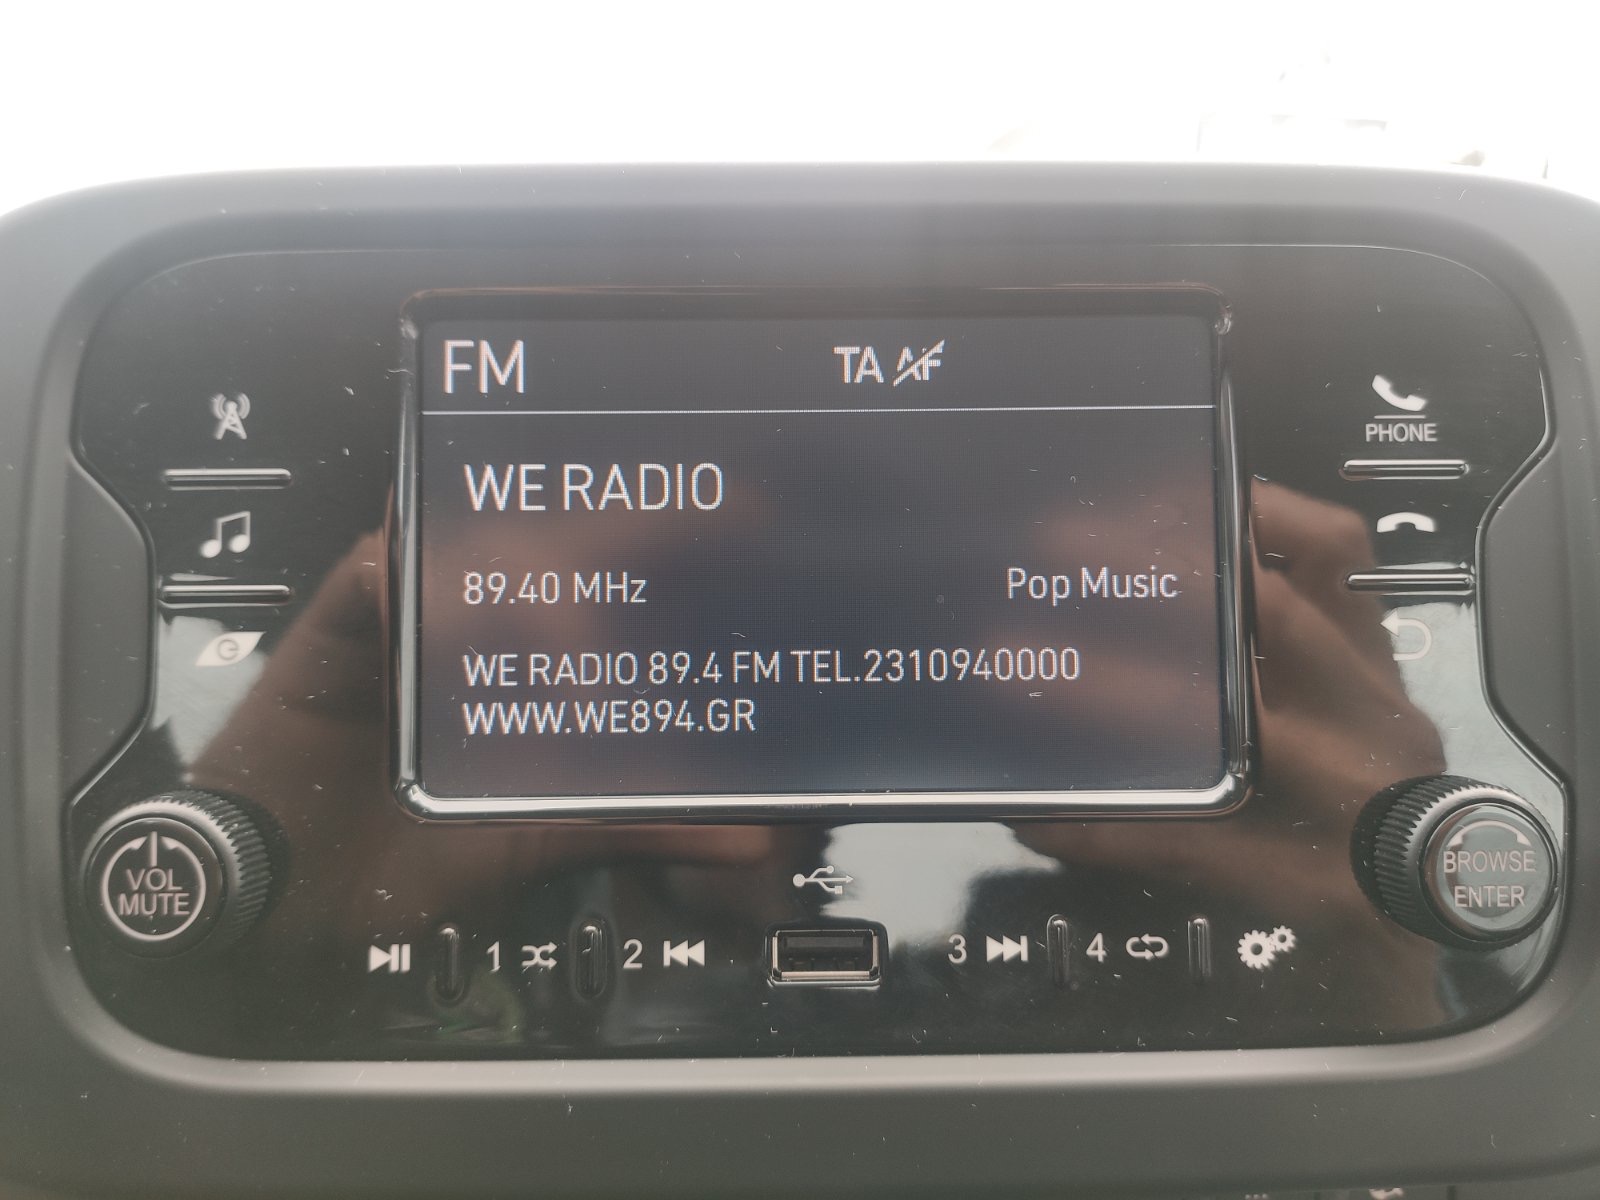 FM TA AF
WE RADIO
89.40 MHz Pop Music
WE RADIO 89.4 FM TEL.2310940000
WWW.WE894.GR
PHONE
VOL
MUTE
BROWSE
ENTER
1 2 3 4